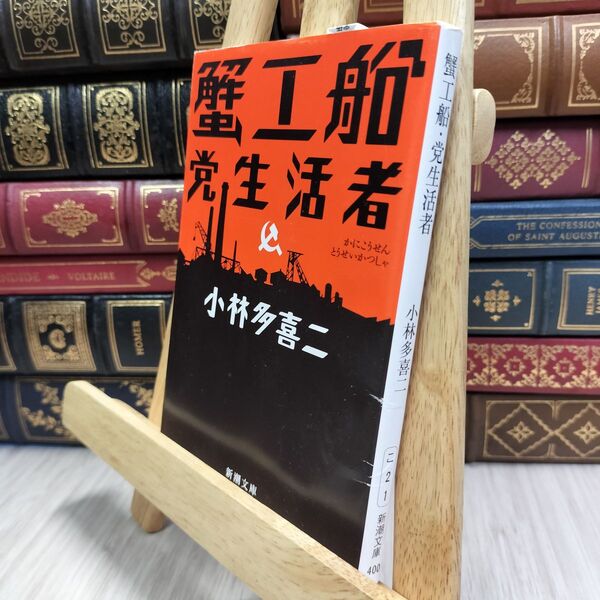 蟹工船
党生活者
かにこうせん
とうせいかつしゃ
小林多喜二
新潮文庫
蟹工船・党生活者
小林多喜二
こ 2 1
新潮文庫
400
VOLTAIRE
HOMER
THE CONFESSIONS
OF SAINT AUGUSTINE